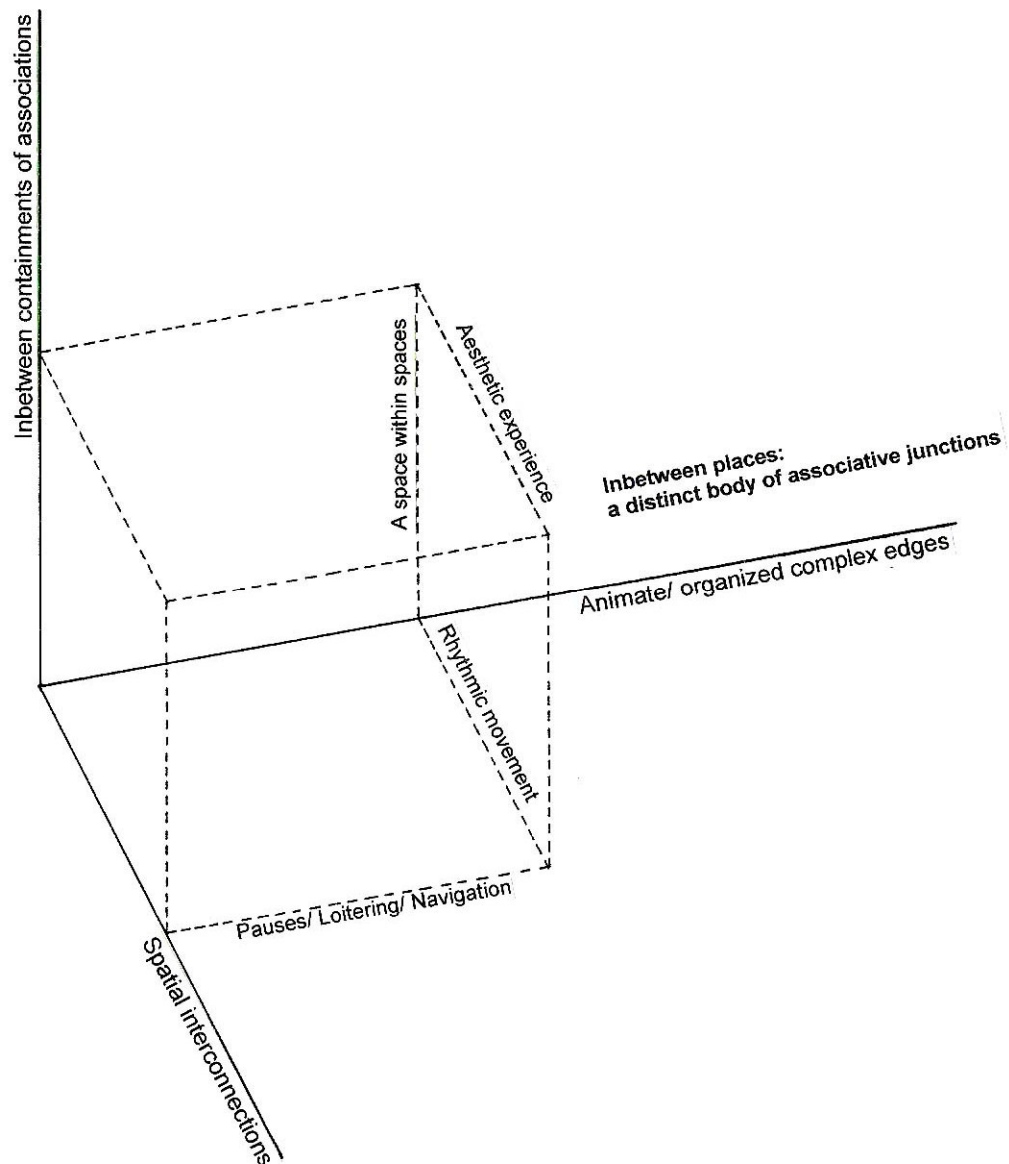 Inbetween containments of associations
A space within spaces
Aesthetic experience
Inbetween places:
a distinct body of associative junctions
Animate/ organized complex edges
Rhythmic movement
Pauses/ Loitering/ Navigation
Spatial interconnections